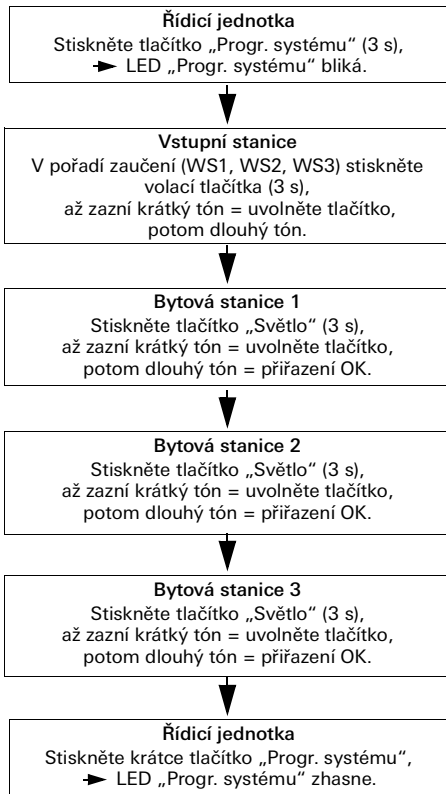 Řídicí jednotka
Stiskněte tlačítko „Progr. systému“ (3 s),
➛ LED „Progr. systému“ bliká.
Vstupní stanice
V pořadí zaučení (WS1, WS2, WS3) stiskněte
volací tlačítka (3 s),
až zazní krátký tón = uvolněte tlačítko,
potom dlouhý tón.
Bytová stanice 1
Stiskněte tlačítko „Světlo“ (3 s),
až zazní krátký tón = uvolněte tlačítko,
potom dlouhý tón = přiřazení OK.
Bytová stanice 2
Stiskněte tlačítko „Světlo“ (3 s),
až zazní krátký tón = uvolněte tlačítko,
potom dlouhý tón = přiřazení OK.
Bytová stanice 3
Stiskněte tlačítko „Světlo“ (3 s),
až zazní krátký tón = uvolněte tlačítko,
potom dlouhý tón = přiřazení OK.
Řídicí jednotka
Stiskněte krátce tlačítko „Progr. systému“,
➛ LED „Progr. systému“ zhasne.